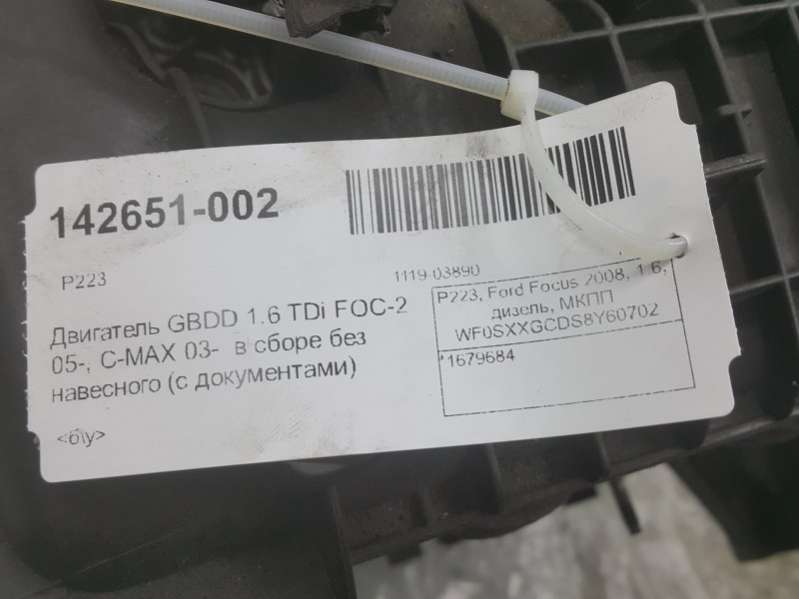 142651-002
P223
1119-03890
Двигатель GBDD 1.6 TDi FOC-2
05-, C-MAX 03- в сборе без
навесного (с документами)
<б\у>
P223, Ford Focus 2008, 1.6,
дизель, МКПП
WF0SXXGCDS8Y60702
*1679684